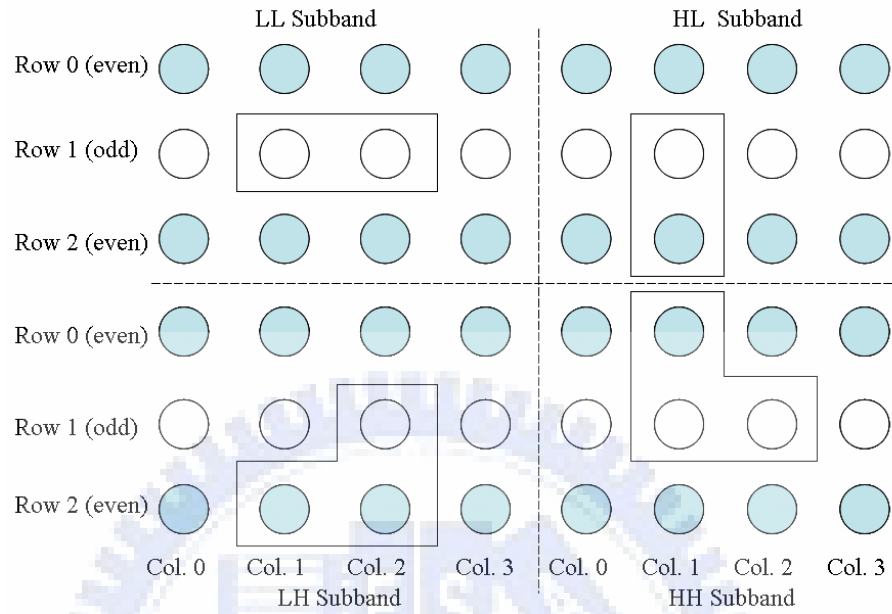 LL Subband HL Subband
Row 0 (even)
Row 1 (odd)
Row 2 (even)
Row 0 (even)
Row 1 (odd)
Row 2 (even)
Col. 0 Col. 1 Col. 2 Col. 3 Col. 0 Col. 1 Col. 2 Col. 3
LH Subband HH Subband